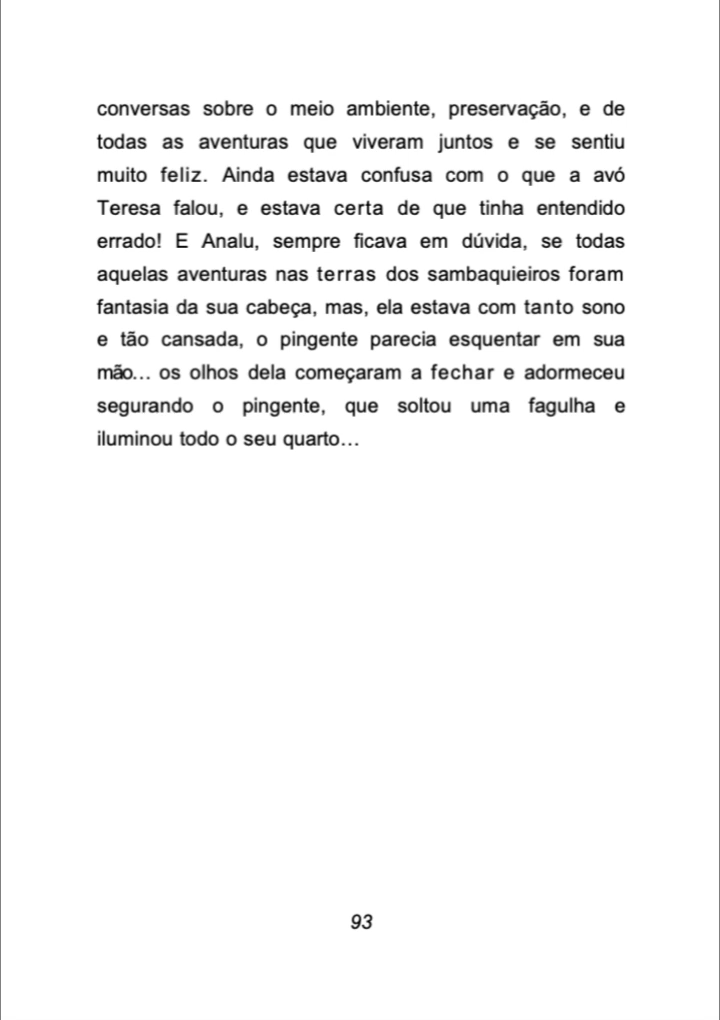 conversas sobre o meio ambiente, preservação, e de
todas as aventuras que viveram juntos e se sentiu
muito feliz. Ainda estava confusa com o que a avó
Teresa falou, e estava certa de que tinha entendido
errado! E Analu, sempre ficava em dúvida, se todas
aquelas aventuras nas terras dos sambaquieiros foram
fantasia da sua cabeça, mas, ela estava com tanto sono
e tão cansada, o pingente parecia esquentar em sua
mão... os olhos dela começaram a fechar e adormeceu
segurando o pingente, que soltou uma fagulha e
iluminou todo o seu quarto...
93